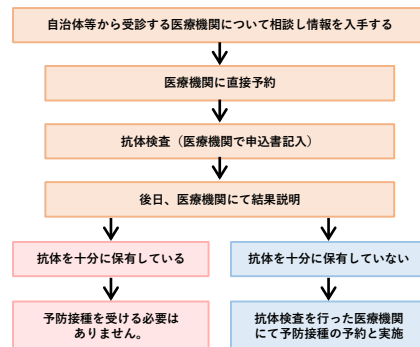 自治体等から受診する医療機関について相談し情報を入手する
医療機関に直接予約
抗体検査（医療機関で申込書記入）
後日、医療機関にて結果説明
抗体を十分に保有している
抗体を十分に保有していない
予防接種を受ける必要は
ありません。
抗体検査を行った医療機関
にて予防接種の予約と実施